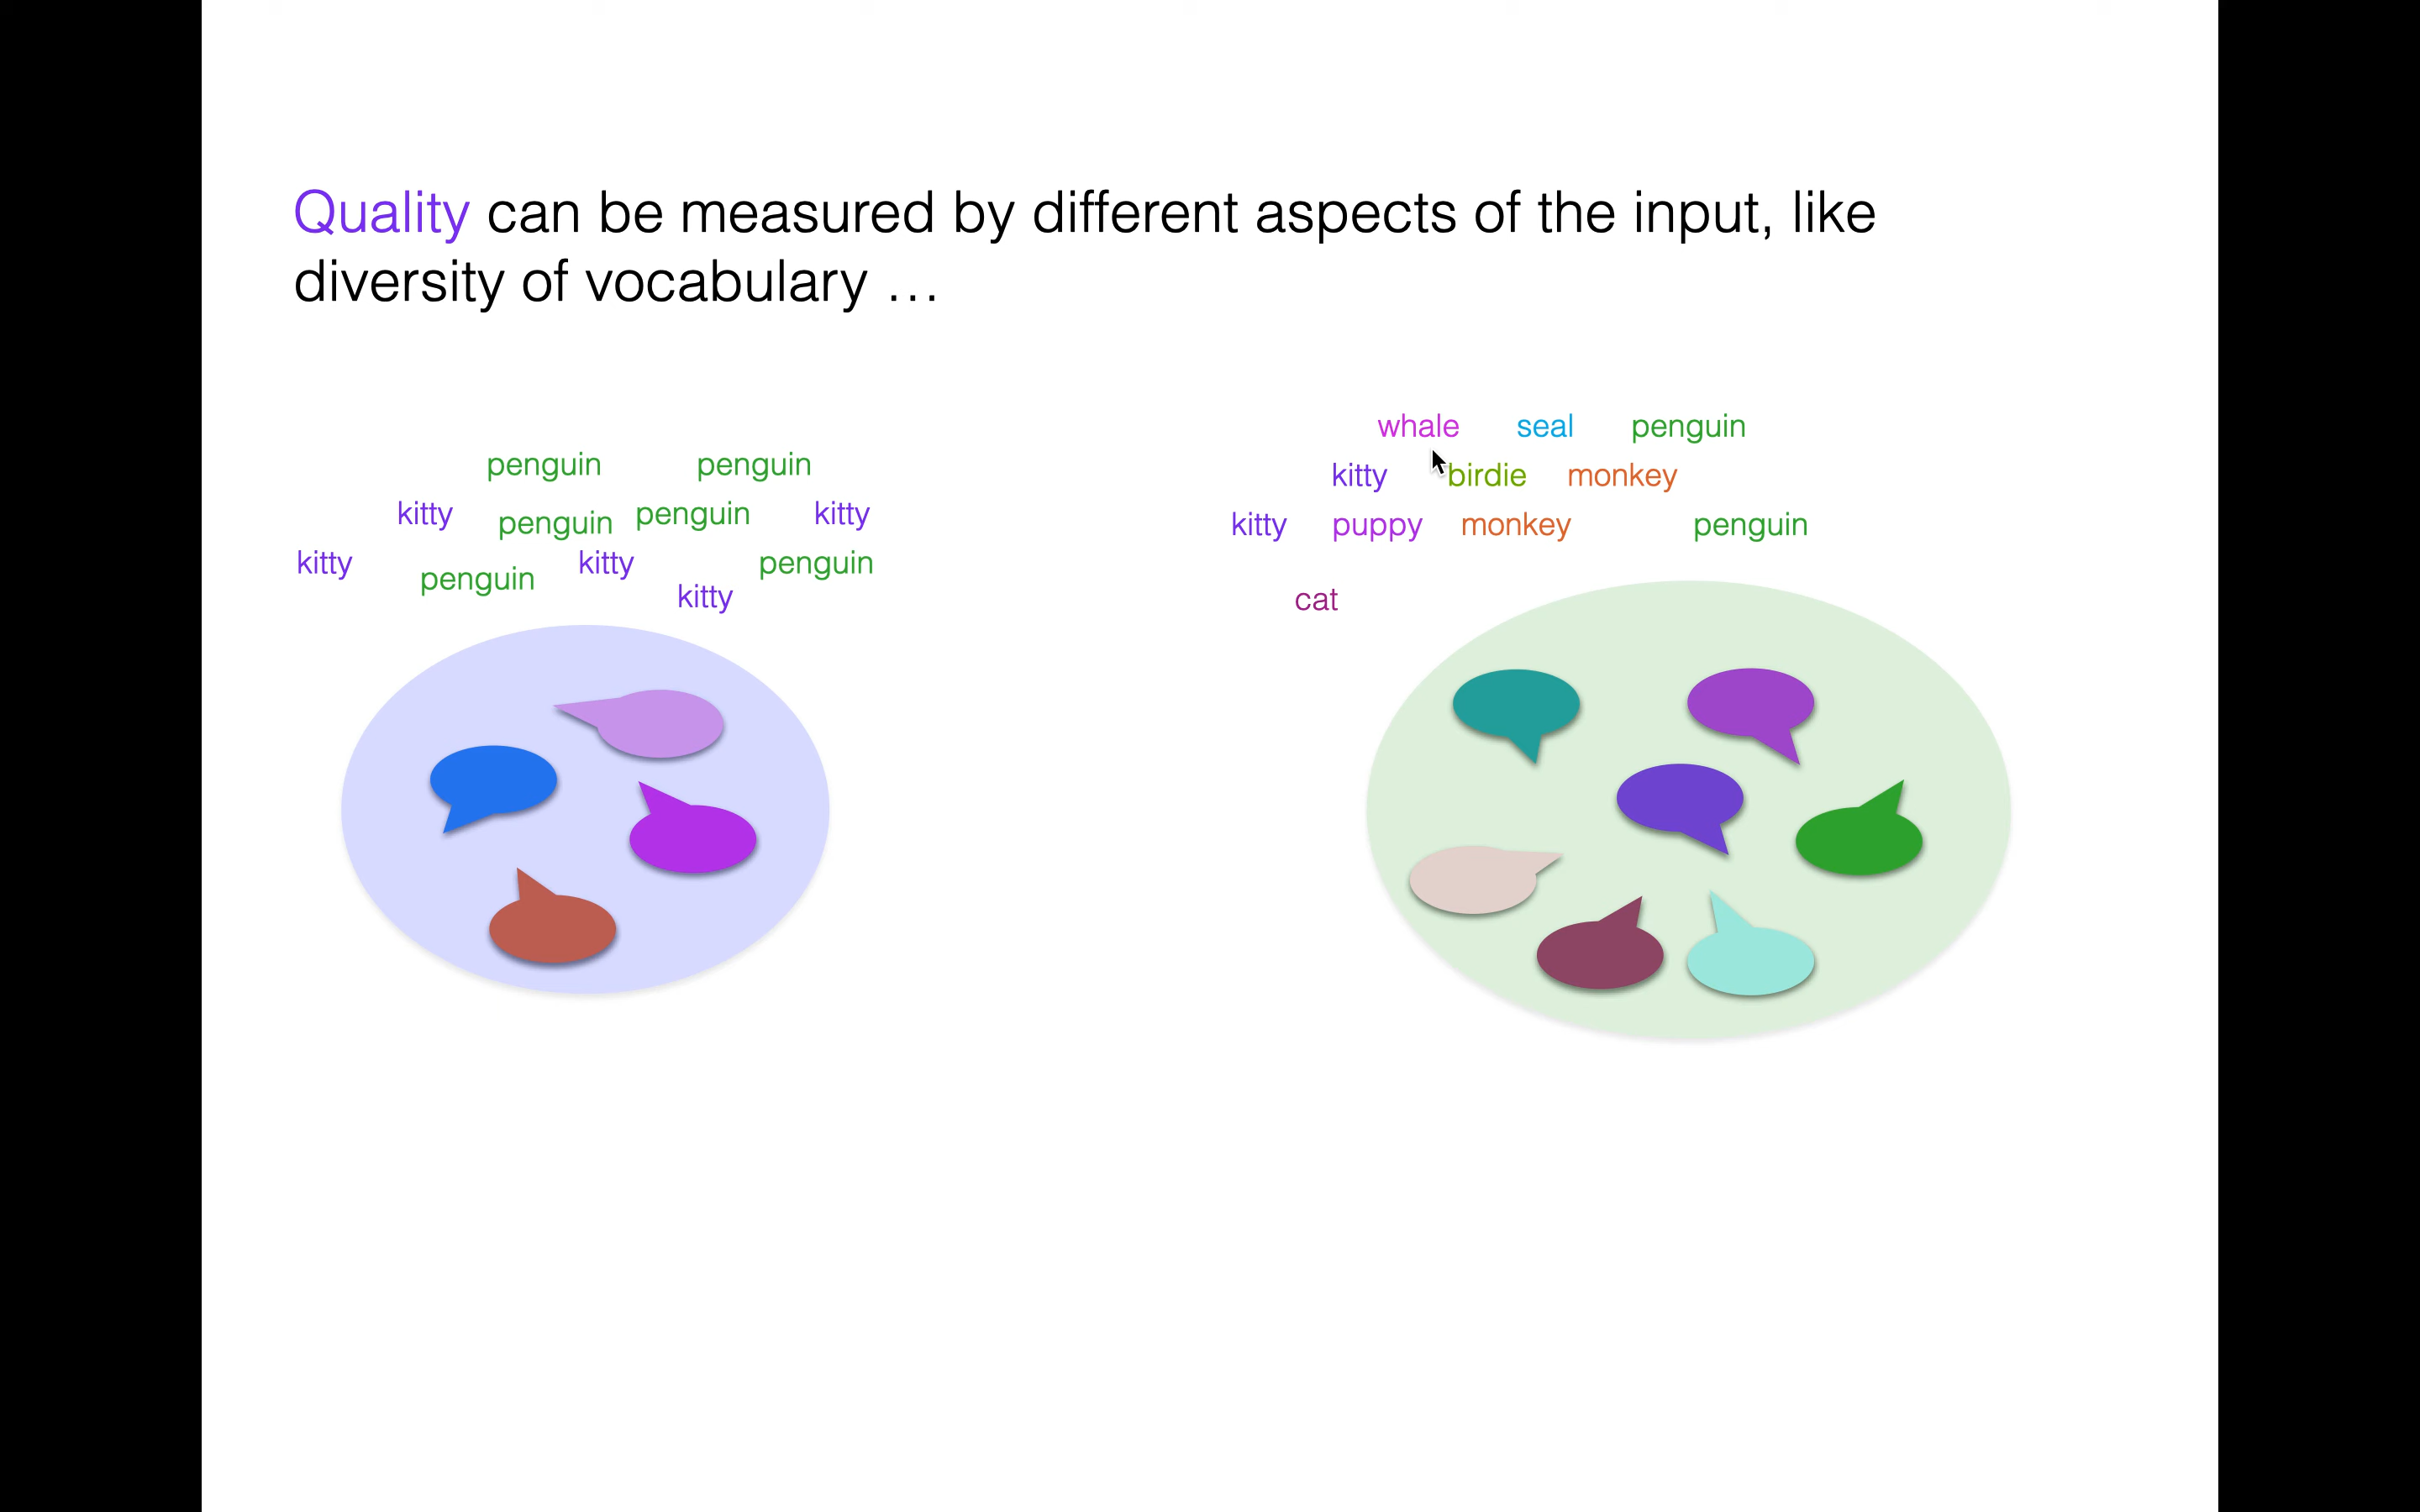 Quality can be measured by different aspects of the input, like
diversity of vocabulary …
penguin penguin
kitty penguin penguin kitty
kitty penguin kitty penguin
kitty
whale seal penguin
kitty birdie monkey
kitty puppy monkey penguin
cat